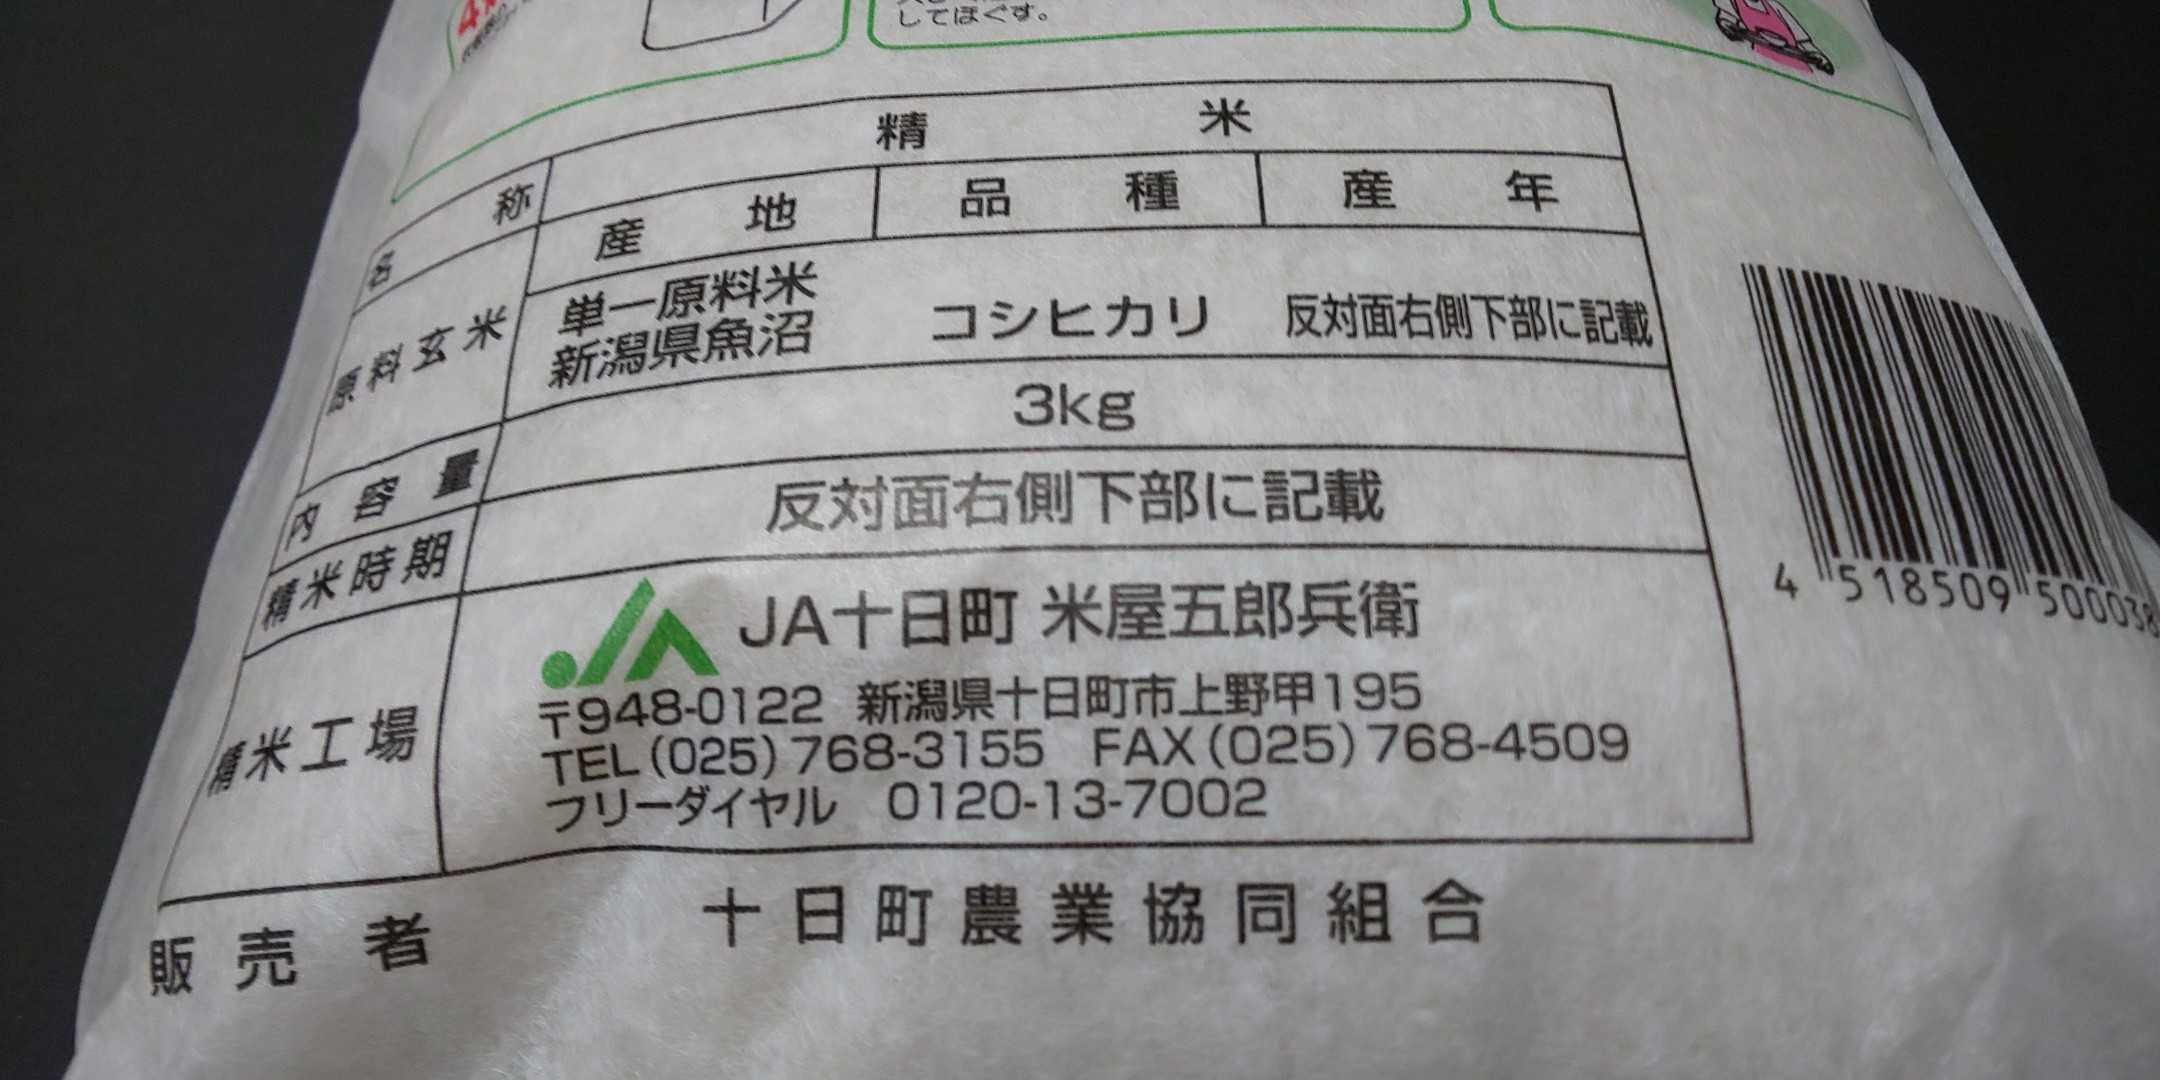 してほぐす。
名称 精米
原料玄米 産地 品種 産年
単一原料米
新潟県魚沼 コシヒカリ 反対面右側下部に記載
内容量 3kg
精米時期 反対面右側下部に記載
精米工場 JA JA十日町 米屋五郎兵衛
〒948-0122 新潟県十日町市上野甲195
TEL(025)768-3155 FAX(025)768-4509
フリーダイヤル 0120-13-7002
販売者 十日町農業協同組合
4 518509 500038